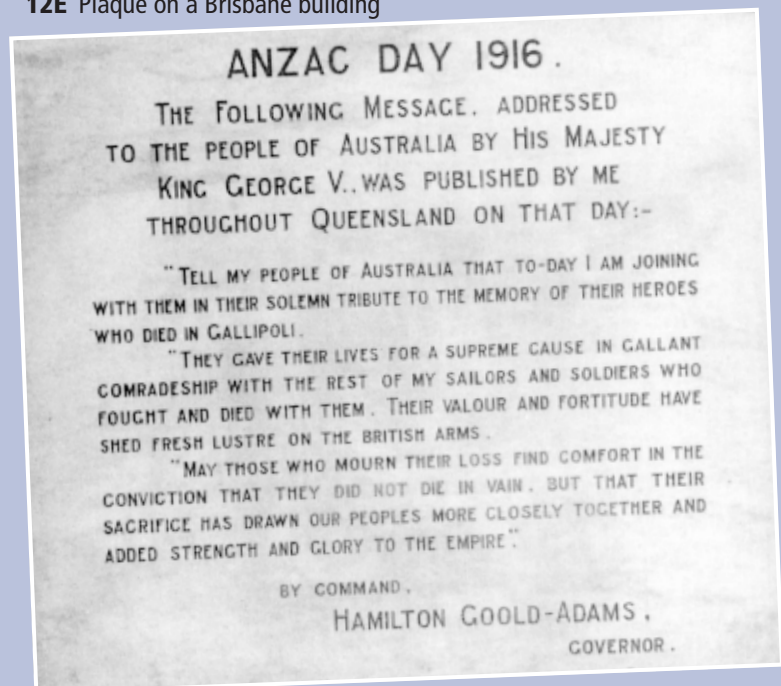 12E Plaque on a Brisbane building
ANZAC DAY 1916.
THE FOLLOWING MESSAGE, ADDRESSED
TO THE PEOPLE OF AUSTRALIA BY HIS MAJESTY
KING GEORGE V., WAS PUBLISHED BY ME
THROUGHOUT QUEENSLAND ON THAT DAY:-
"TELL MY PEOPLE OF AUSTRALIA THAT TO-DAY I AM JOINING
WITH THEM IN THEIR SOLEMN TRIBUTE TO THE MEMORY OF THEIR HEROES
WHO DIED IN GALLIPOLI.
"THEY GAVE THEIR LIVES FOR A SUPREME CAUSE IN GALLANT
COMRADESHIP WITH THE REST OF MY SAILORS AND SOLDIERS WHO
FOUGHT AND DIED WITH THEM. THEIR VALOUR AND FORTITUDE HAVE
SHED FRESH LUSTRE ON THE BRITISH ARMS.
"MAY THOSE WHO MOURN THEIR LOSS FIND COMFORT IN THE
CONVICTION THAT THEY DID NOT DIE IN VAIN, BUT THAT THEIR
SACRIFICE HAS DRAWN OUR PEOPLES MORE CLOSELY TOGETHER AND
ADDED STRENGTH AND GLORY TO THE EMPIRE".
BY COMMAND,
HAMILTON GOOLD-ADAMS,
GOVERNOR.